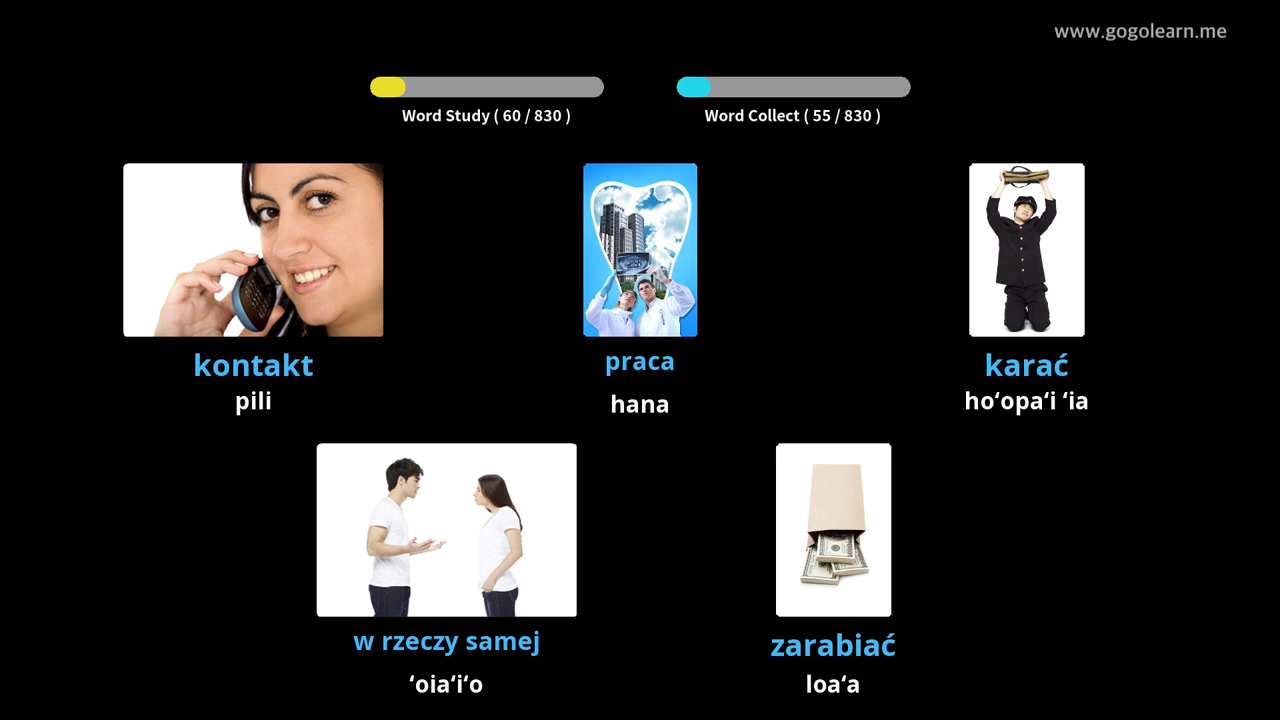 www.gogolearn.me
Word Study ( 60 / 830 )
Word Collect ( 55 / 830 )
kontakt
pili
praca
hana
karać
hoʻopaʻi ʻia
w rzeczy samej
ʻoiaʻiʻo
zarabiać
loaʻa